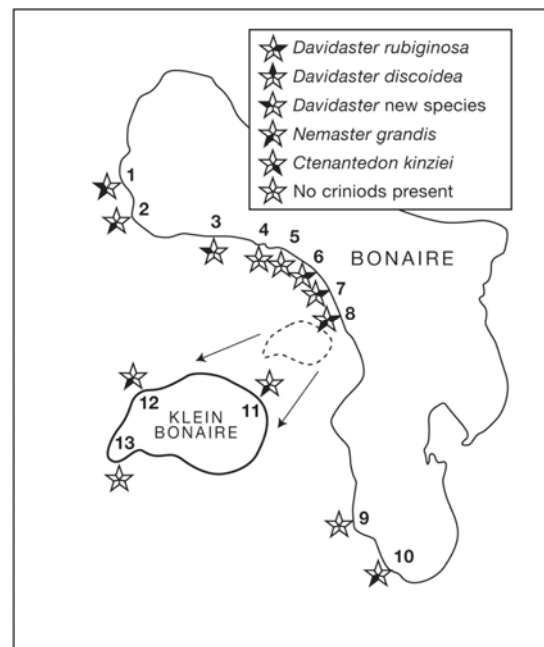 Davidaster rubiginosa
Davidaster discoidea
Davidaster new species
Nemaster grandis
Ctenantedon kinziei
No criniods present
1
2
3
4
5
6
7
8
BONAIRE
12
11
KLEIN
BONAIRE
13
9
10